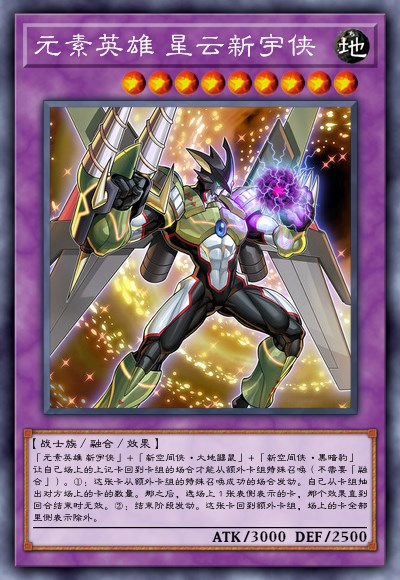 元素英雄 星云新宇侠
地
【战士族／融合／效果】
「元素英雄 新宇侠」+「新空间侠·大地鼹鼠」+「新空间侠·黑暗豹」
让自己场上的上记卡回到卡组的场合才能从额外卡组特殊召唤（不需要「融
合」）。①：这张卡从额外卡组的特殊召唤成功的场合发动。自己从卡组抽
出对方场上的卡的数量。那之后，选场上1张表侧表示的卡，那个效果直到
回合结束时无效。②：结束阶段发动。这张卡回到额外卡组，场上的卡全部
里侧表示除外。
ATK/3000 DEF/2500